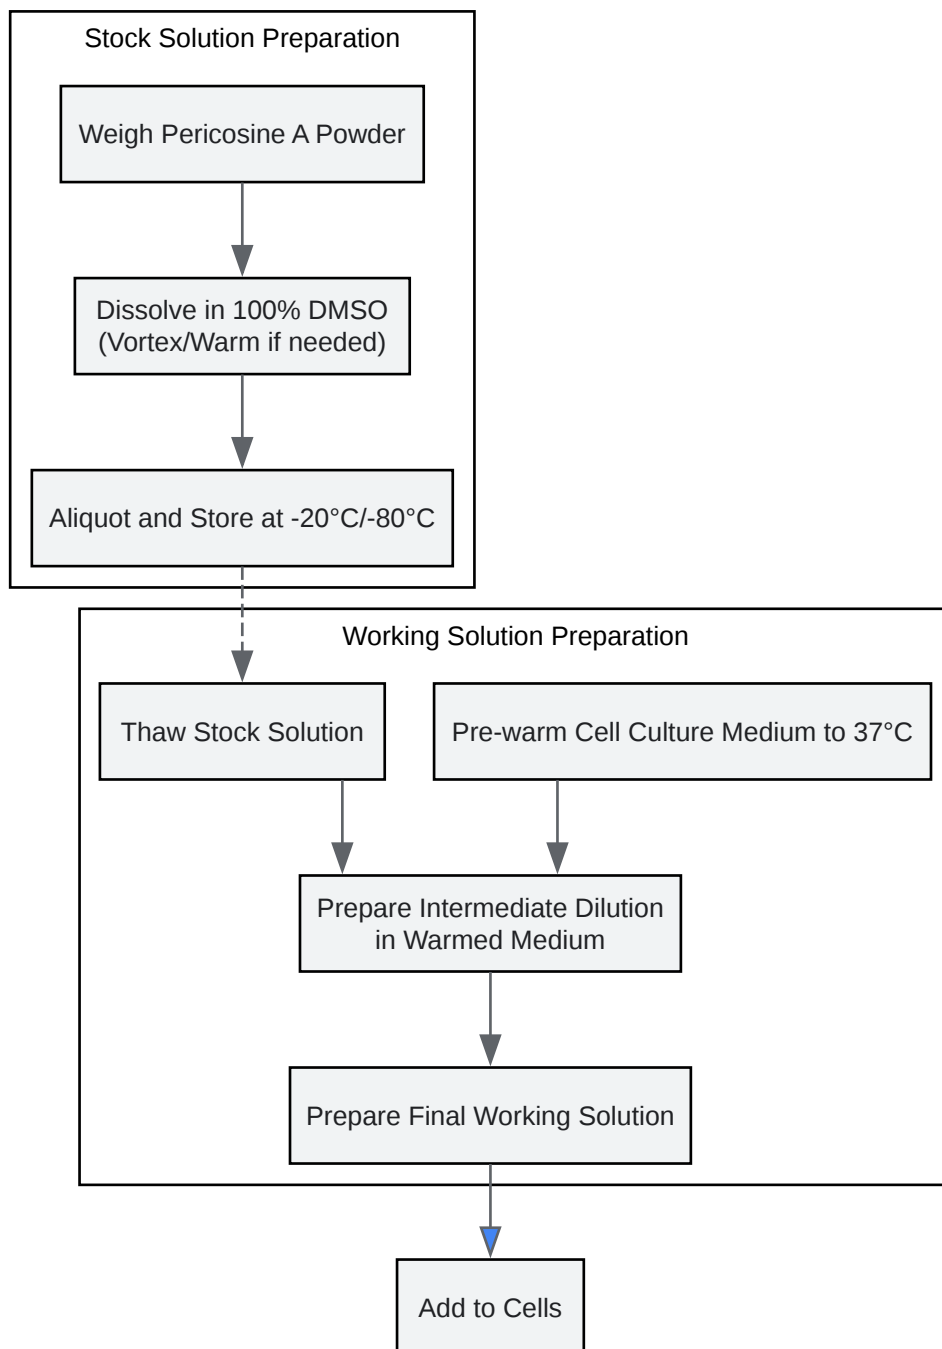 Stock Solution Preparation
Weigh Pericosine A Powder
Dissolve in 100% DMSO
(Vortex/Warm if needed)
Aliquot and Store at -20°C/-80°C
Working Solution Preparation
Thaw Stock Solution
Pre-warm Cell Culture Medium to 37°C
Prepare Intermediate Dilution
in Warmed Medium
Prepare Final Working Solution
Add to Cells